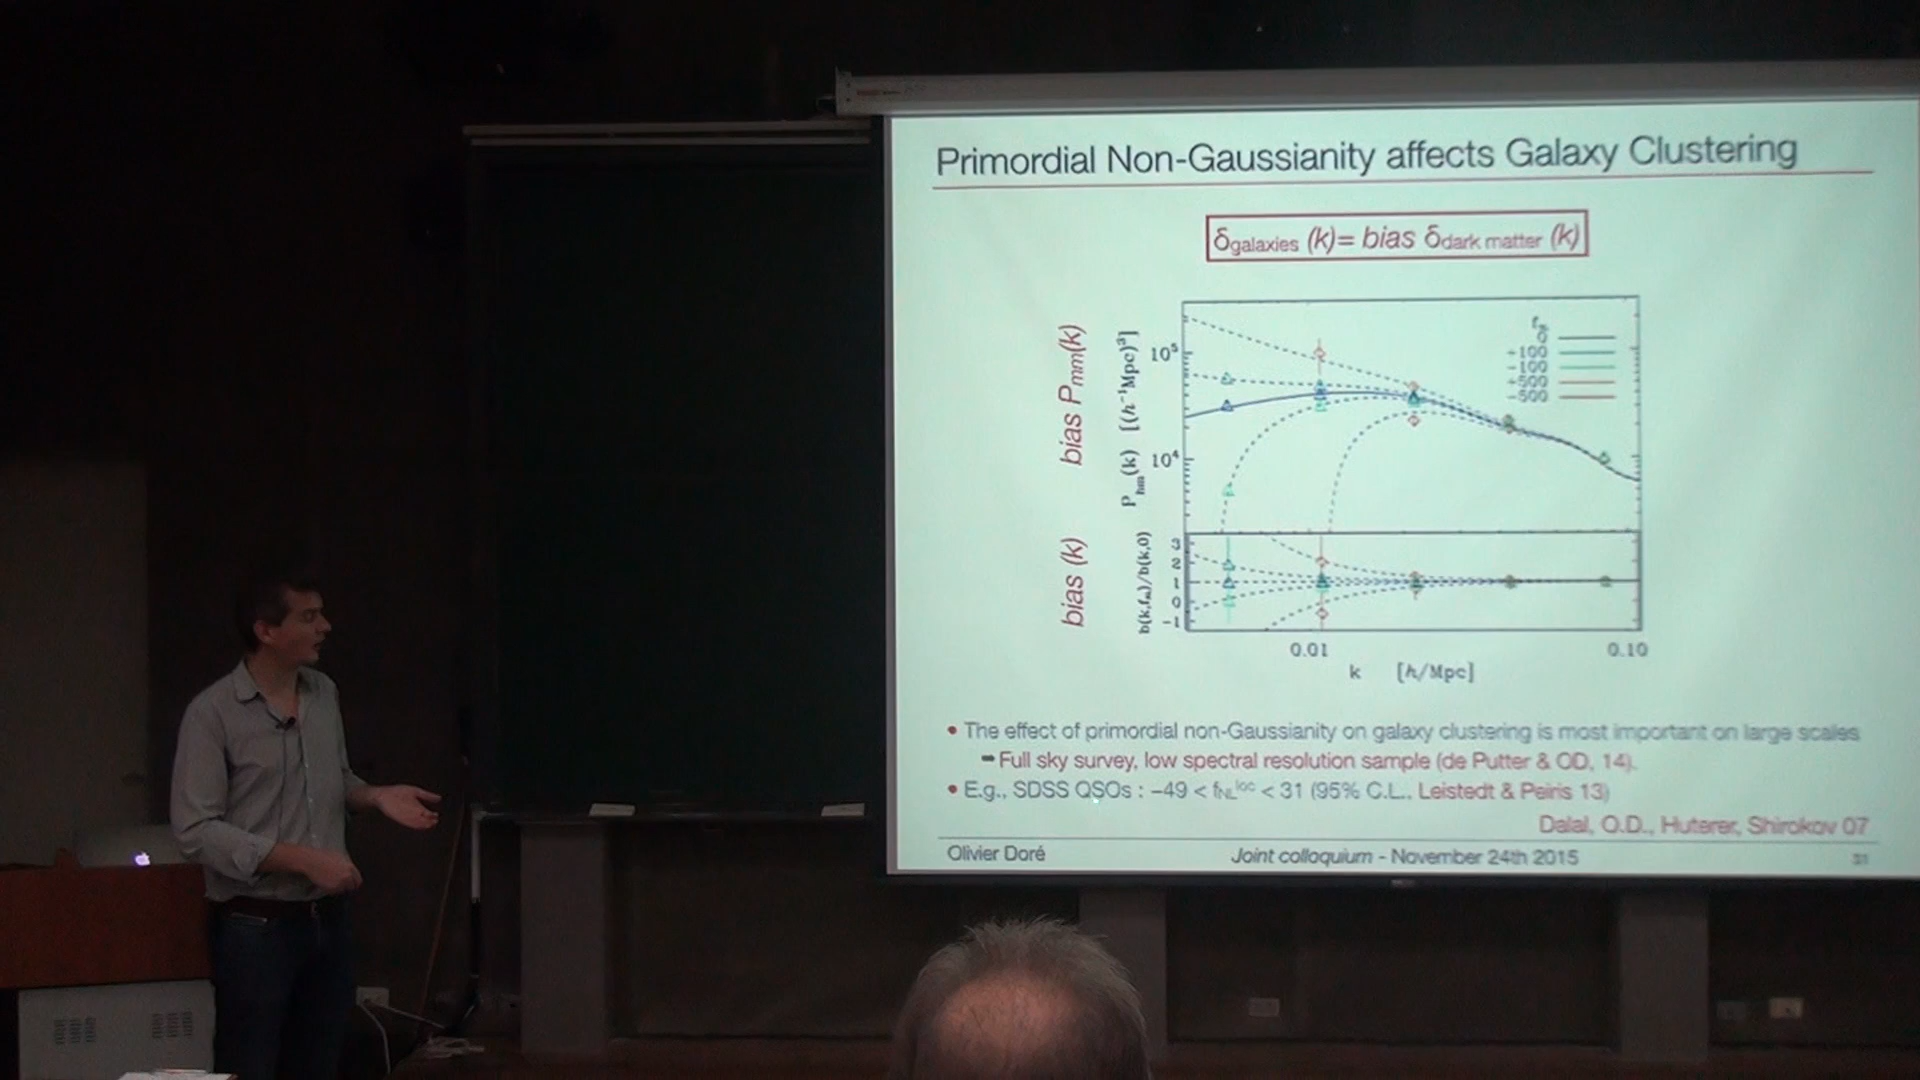 Primordial Non-Gaussianity affects Galaxy Clustering
δgalaxies (k)= bias δdark matter (k)
bias Pmm(k)
Phm(k) [(h⁻¹Mpc)³]
10⁵
10⁴
0
+100
-100
+500
-500
bias (k)
b(k,fNL)/b(k,0)
3
2
1
0
-1
0.01
0.10
k [h/Mpc]
• The effect of primordial non-Gaussianity on galaxy clustering is most important on large scales
➡ Full sky survey, low spectral resolution sample (de Putter & OD, 14).
• E.g., SDSS QSOs : −49 < fNLˡᵒᶜ < 31 (95% C.L., Leistedt & Peiris 13)
Dalal, O.D., Huterer, Shirokov 07
Olivier Doré
Joint colloquium - November 24th 2015
31